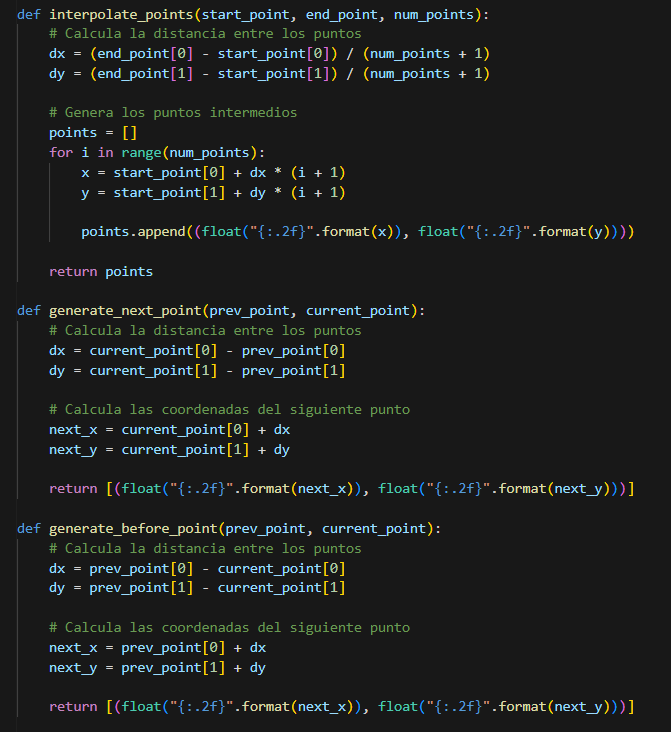 def interpolate_points(start_point, end_point, num_points):
    # Calcula la distancia entre los puntos
    dx = (end_point[0] - start_point[0]) / (num_points + 1)
    dy = (end_point[1] - start_point[1]) / (num_points + 1)

    # Genera los puntos intermedios
    points = []
    for i in range(num_points):
        x = start_point[0] + dx * (i + 1)
        y = start_point[1] + dy * (i + 1)

        points.append((float("{:.2f}".format(x)), float("{:.2f}".format(y))))

    return points

def generate_next_point(prev_point, current_point):
    # Calcula la distancia entre los puntos
    dx = current_point[0] - prev_point[0]
    dy = current_point[1] - prev_point[1]

    # Calcula las coordenadas del siguiente punto
    next_x = current_point[0] + dx
    next_y = current_point[1] + dy

    return [(float("{:.2f}".format(next_x)), float("{:.2f}".format(next_y)))]

def generate_before_point(prev_point, current_point):
    # Calcula la distancia entre los puntos
    dx = prev_point[0] - current_point[0]
    dy = prev_point[1] - current_point[1]

    # Calcula las coordenadas del siguiente punto
    next_x = prev_point[0] + dx
    next_y = prev_point[1] + dy

    return [(float("{:.2f}".format(next_x)), float("{:.2f}".format(next_y)))]